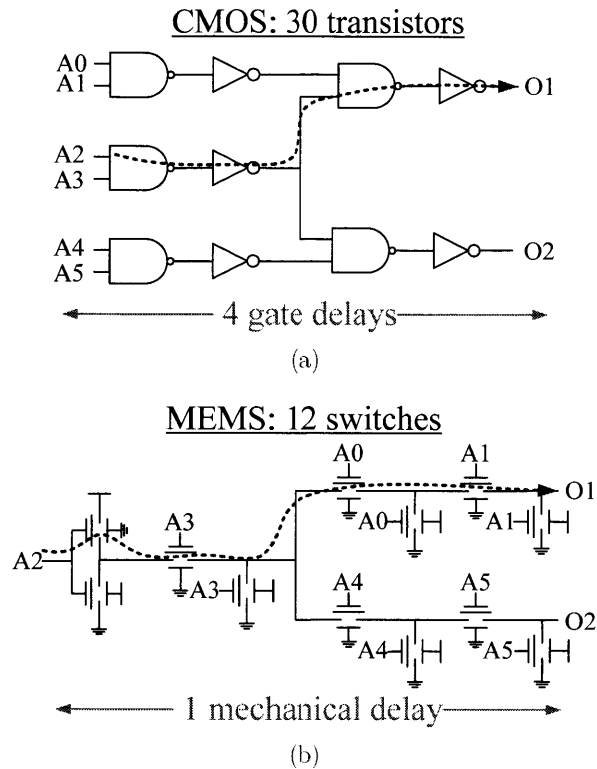 CMOS: 30 transistors
A0
A1
O1
A2
A3
A4
A5
O2
4 gate delays
(a)
MEMS: 12 switches
A0 A1
O1
A3
A0 A1
A2
A3
A4 A5
O2
A4 A5
1 mechanical delay
(b)